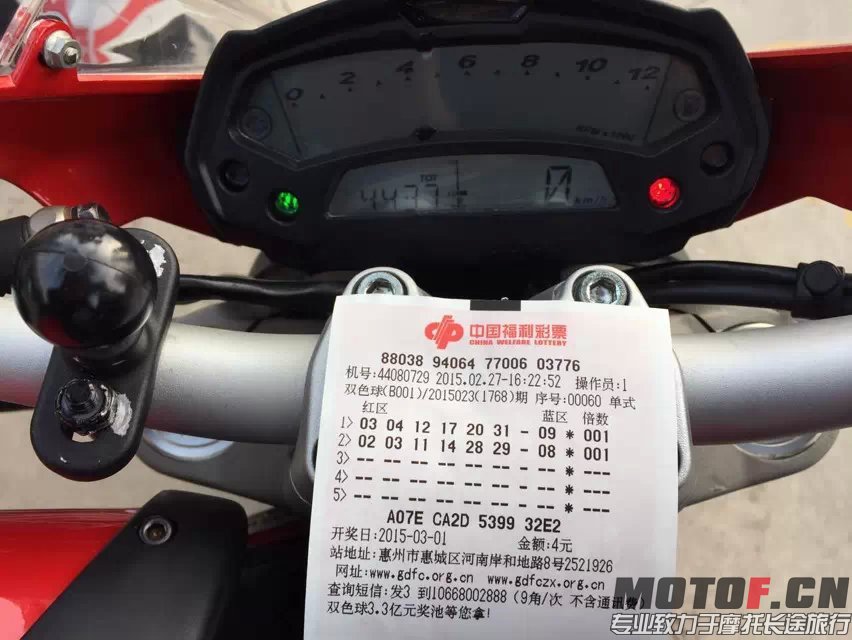 0 2 4 6 8 10 12
RPM x 1000
TOT
4437 0 km/h
中国福利彩票
CHINA WELFARE LOTTERY
88038 94064 77006 03776
机号:44080729 2015.02.27-16:22:52 操作员:1
双色球(B001)/2015023(1768)期 序号:00060 单式
红区 蓝区 倍数
1> 03 04 12 17 20 31 - 09 * 001
2> 02 03 11 14 28 29 - 08 * 001
3> -- -- -- -- -- -- - -- * ---
4> -- -- -- -- -- -- - -- * ---
5> -- -- -- -- -- -- - -- * ---
A07E CA2D 5399 32E2
开奖日:2015-03-01 金额:4元
站地址:惠州市惠城区河南岸和地路8号2521926
网址:www.gdfc.org.cn www.gdfczx.org.cn
查询短信:发3 到10668002888 (9角/次 不含通讯费)
双色球3.3亿元奖池等您拿!
MOTOF.CN
专业致力于摩托长途旅行